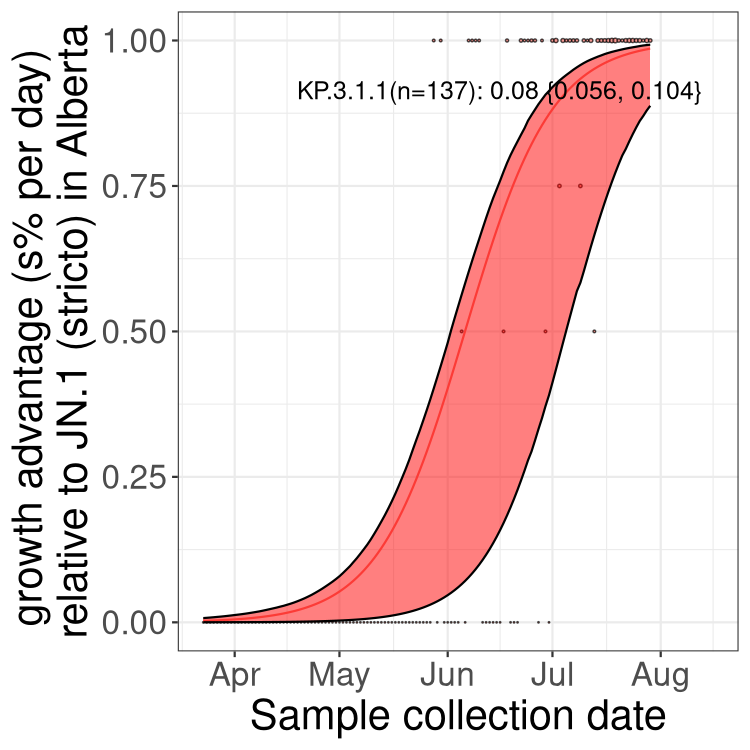 growth advantage (s% per day)
relative to JN.1 (stricto) in Alberta
1.00
0.75
0.50
0.25
0.00
KP.3.1.1(n=137): 0.08 {0.056, 0.104}
Apr May Jun Jul Aug
Sample collection date